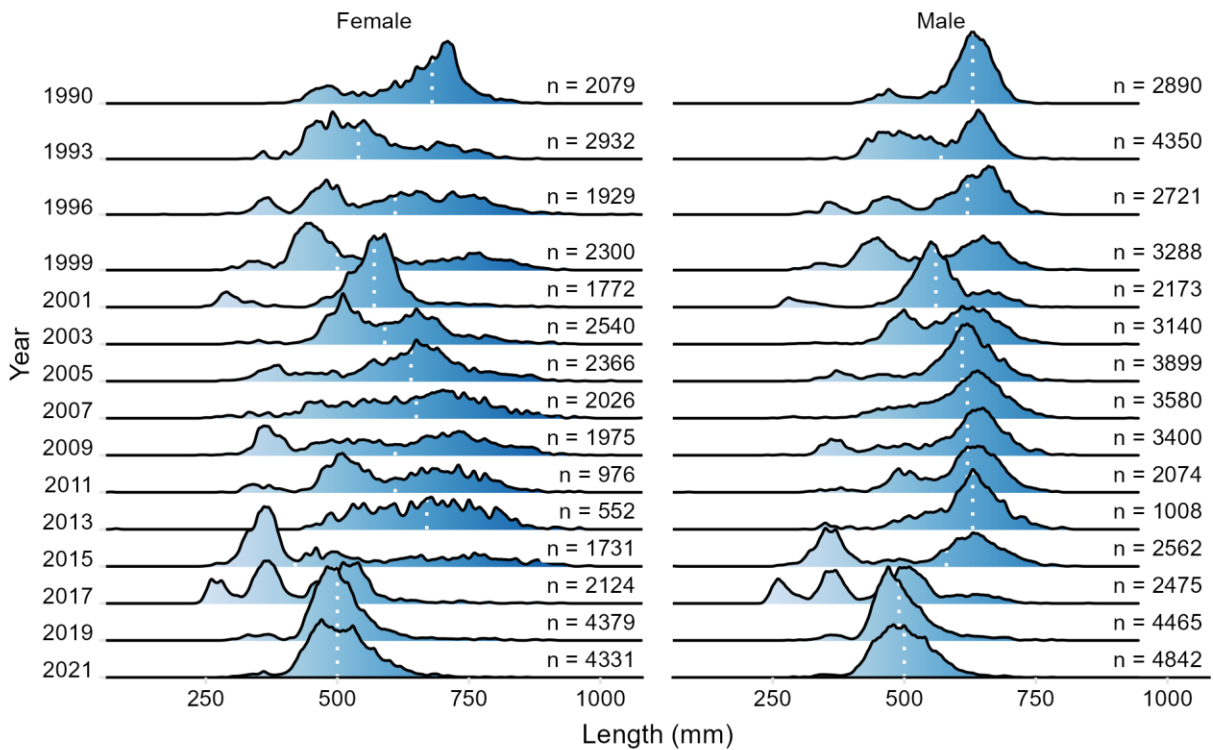 Female Male
1990 n = 2079 n = 2890
1993 n = 2932 n = 4350
1996 n = 1929 n = 2721
1999 n = 2300 n = 3288
2001 n = 1772 n = 2173
2003 n = 2540 n = 3140
2005 n = 2366 n = 3899
2007 n = 2026 n = 3580
2009 n = 1975 n = 3400
2011 n = 976 n = 2074
2013 n = 552 n = 1008
2015 n = 1731 n = 2562
2017 n = 2124 n = 2475
2019 n = 4379 n = 4465
2021 n = 4331 n = 4842
Year
250 500 750 1000 250 500 750 1000
Length (mm)